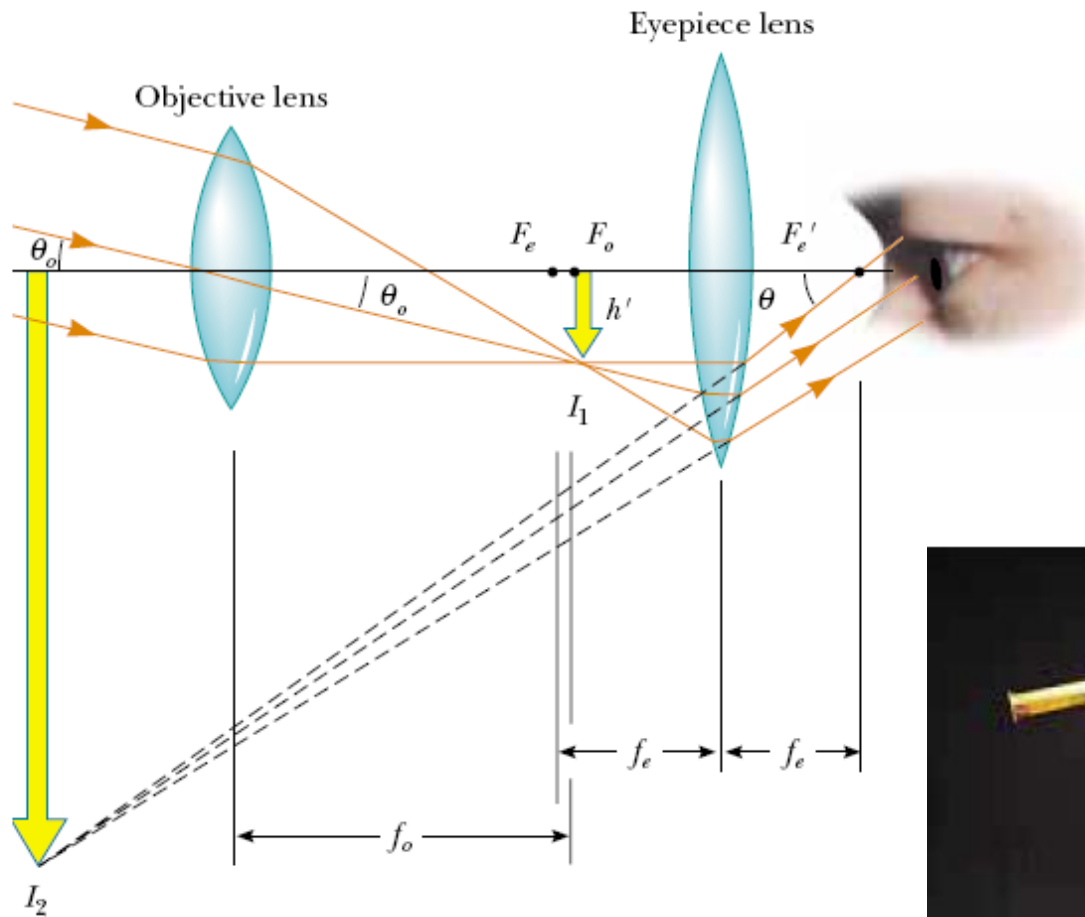 Eyepiece lens
Objective lens
θo
Fe Fo Fe′
θo
h′
θ
I1
fe fe
fo
I2